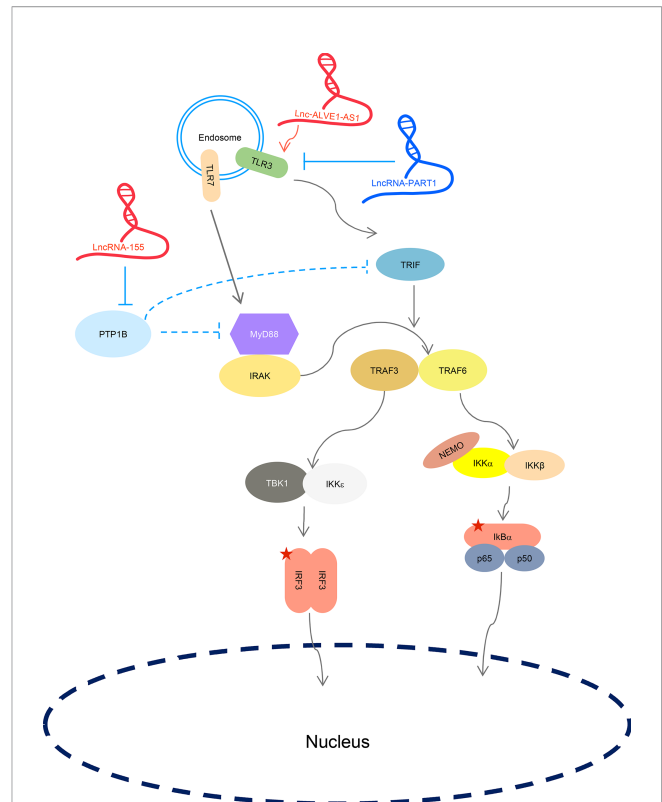 Lnc-ALVE1-AS1
Endosome
TLR3
TLR7
LncRNA-PART1
LncRNA-155
TRIF
PTP1B
MyD88
IRAK
TRAF3
TRAF6
NEMO
IKKα
IKKβ
TBK1
IKKε
IkBα
p65
p50
IRF3
IRF3
Nucleus